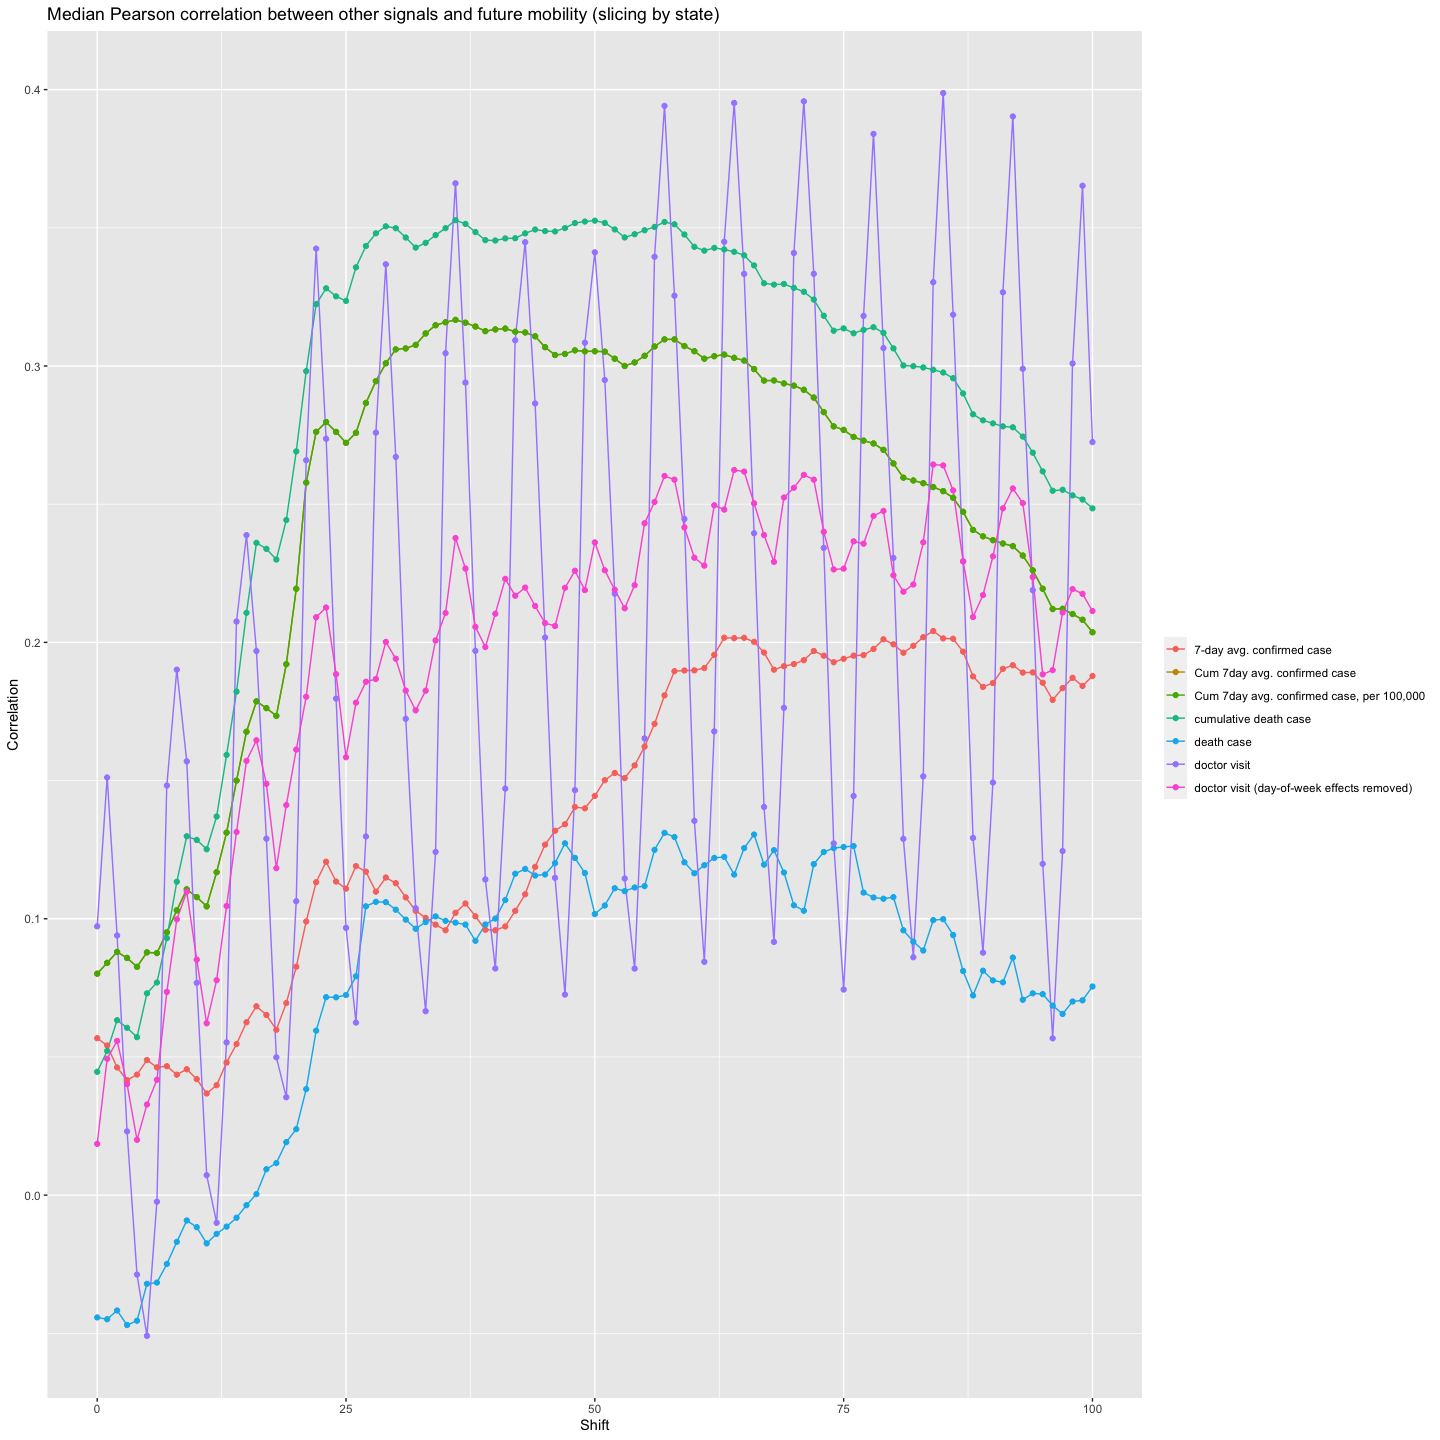 Median Pearson correlation between other signals and future mobility (slicing by state)
Correlation
0.4
0.3
0.2
0.1
0.0
0
25
50
75
100
Shift
7-day avg. confirmed case
Cum 7day avg. confirmed case
Cum 7day avg. confirmed case, per 100,000
cumulative death case
death case
doctor visit
doctor visit (day-of-week effects removed)